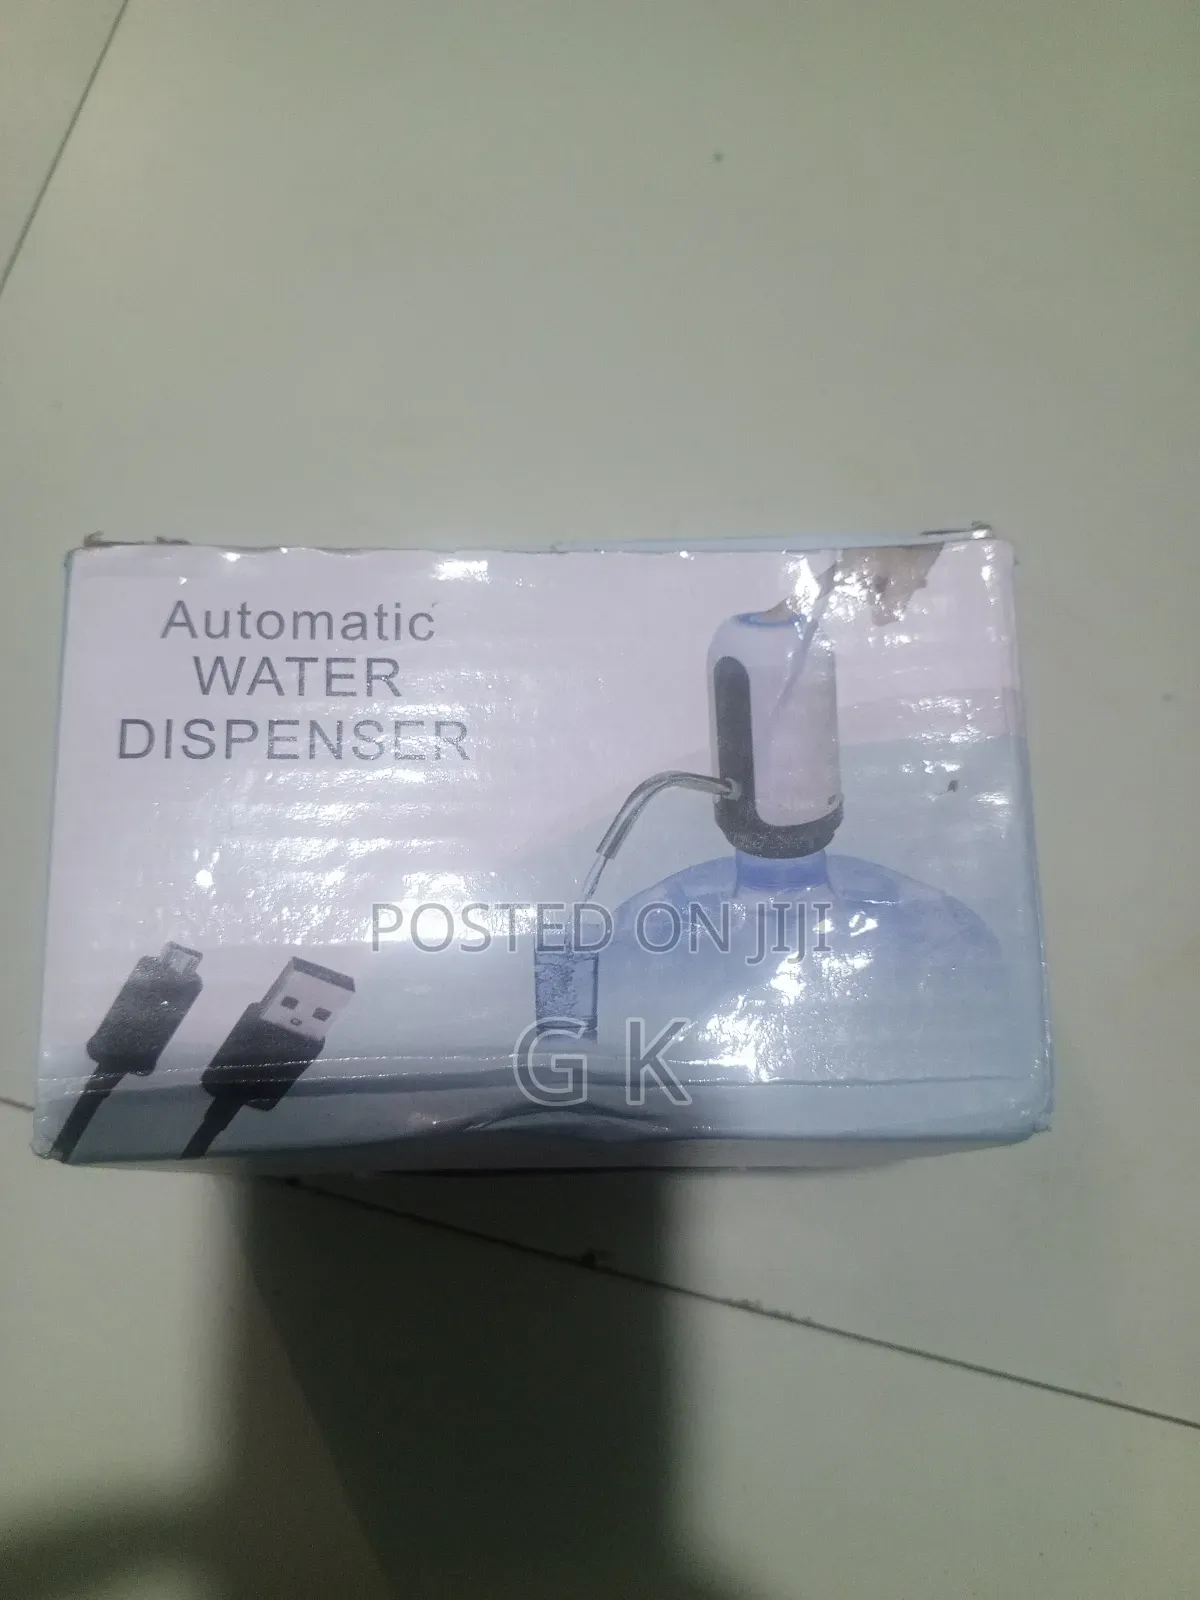 Automatic
WATER
DISPENSER
POSTED ON JIJI
G K